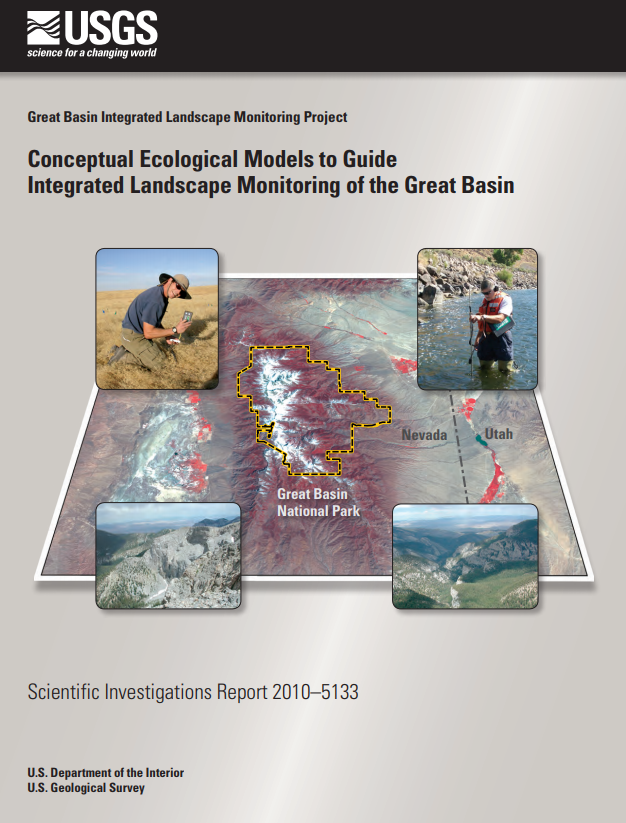 USGS
science for a changing world
Great Basin Integrated Landscape Monitoring Project
Conceptual Ecological Models to Guide
Integrated Landscape Monitoring of the Great Basin
Nevada
Utah
Great Basin
National Park
Scientific Investigations Report 2010–5133
U.S. Department of the Interior
U.S. Geological Survey